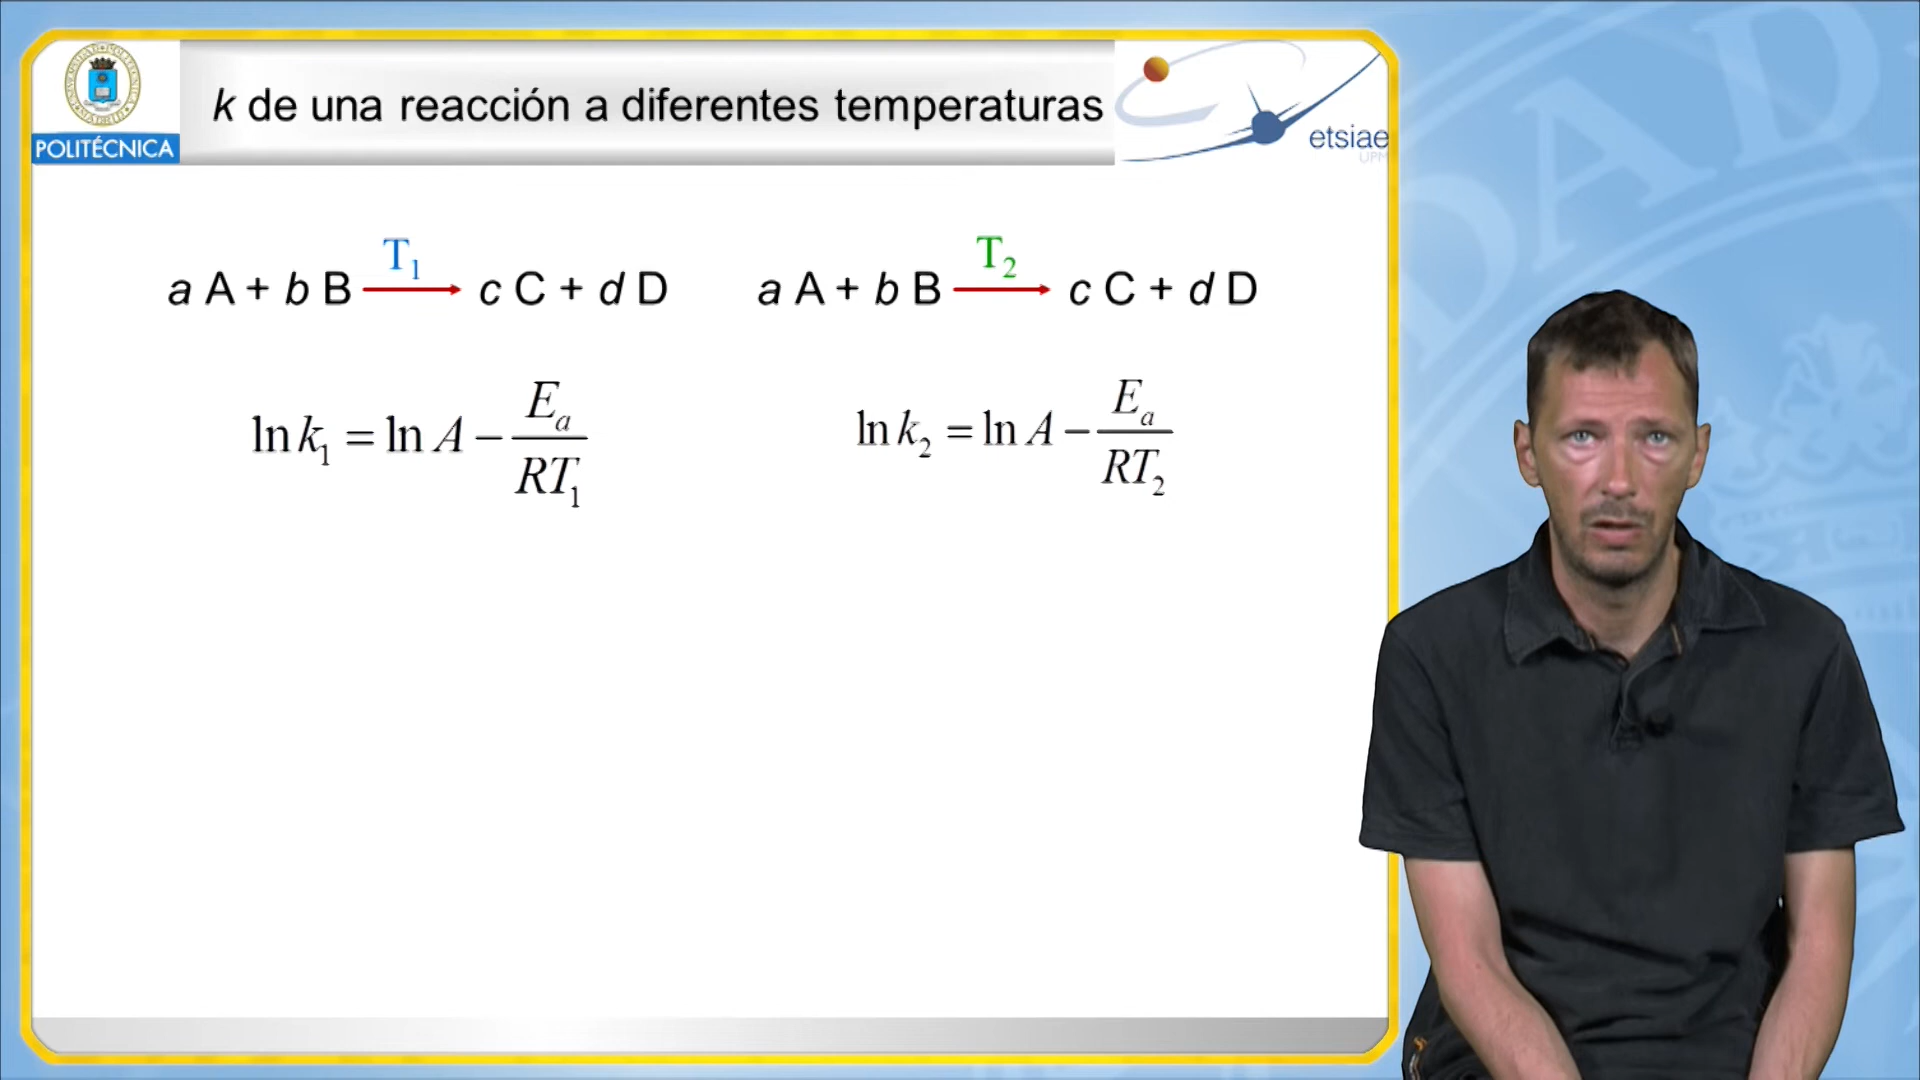 k de una reacción a diferentes temperaturas
POLITÉCNICA
etsiae
UPM
a A + b B T₁ → c C + d D
a A + b B T₂ → c C + d D
ln k₁ = ln A − Eₐ / RT₁
ln k₂ = ln A − Eₐ / RT₂